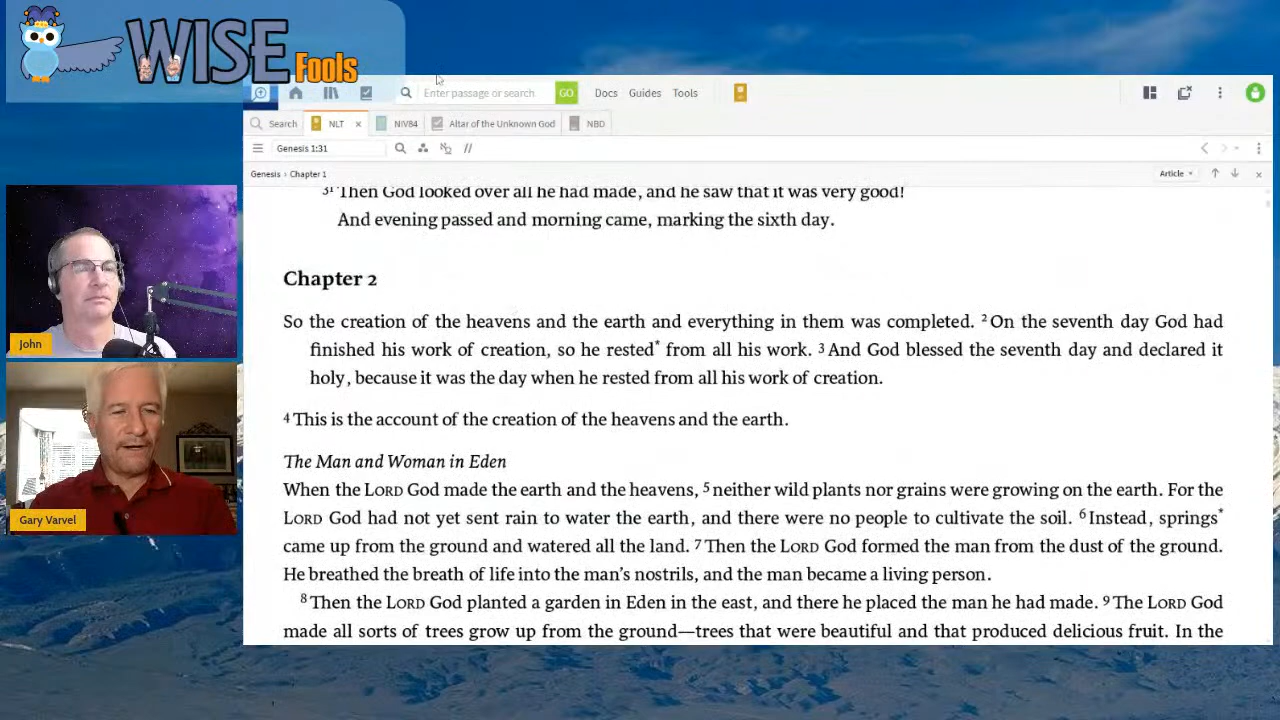 WISE
Fools
Enter passage or search GO Docs Guides Tools
Search NLT × NIV84 Altar of the Unknown God NBD
Genesis 1:31
Genesis › Chapter 1 Article
31 Then God looked over all he had made, and he saw that it was very good!
And evening passed and morning came, marking the sixth day.
Chapter 2
So the creation of the heavens and the earth and everything in them was completed. 2 On the seventh day God had
finished his work of creation, so he rested* from all his work. 3 And God blessed the seventh day and declared it
holy, because it was the day when he rested from all his work of creation.
4 This is the account of the creation of the heavens and the earth.
The Man and Woman in Eden
When the LORD God made the earth and the heavens, 5 neither wild plants nor grains were growing on the earth. For the
LORD God had not yet sent rain to water the earth, and there were no people to cultivate the soil. 6 Instead, springs*
came up from the ground and watered all the land. 7 Then the LORD God formed the man from the dust of the ground.
He breathed the breath of life into the man’s nostrils, and the man became a living person.
8 Then the LORD God planted a garden in Eden in the east, and there he placed the man he had made. 9 The LORD God
made all sorts of trees grow up from the ground—trees that were beautiful and that produced delicious fruit. In the
John
Gary Varvel